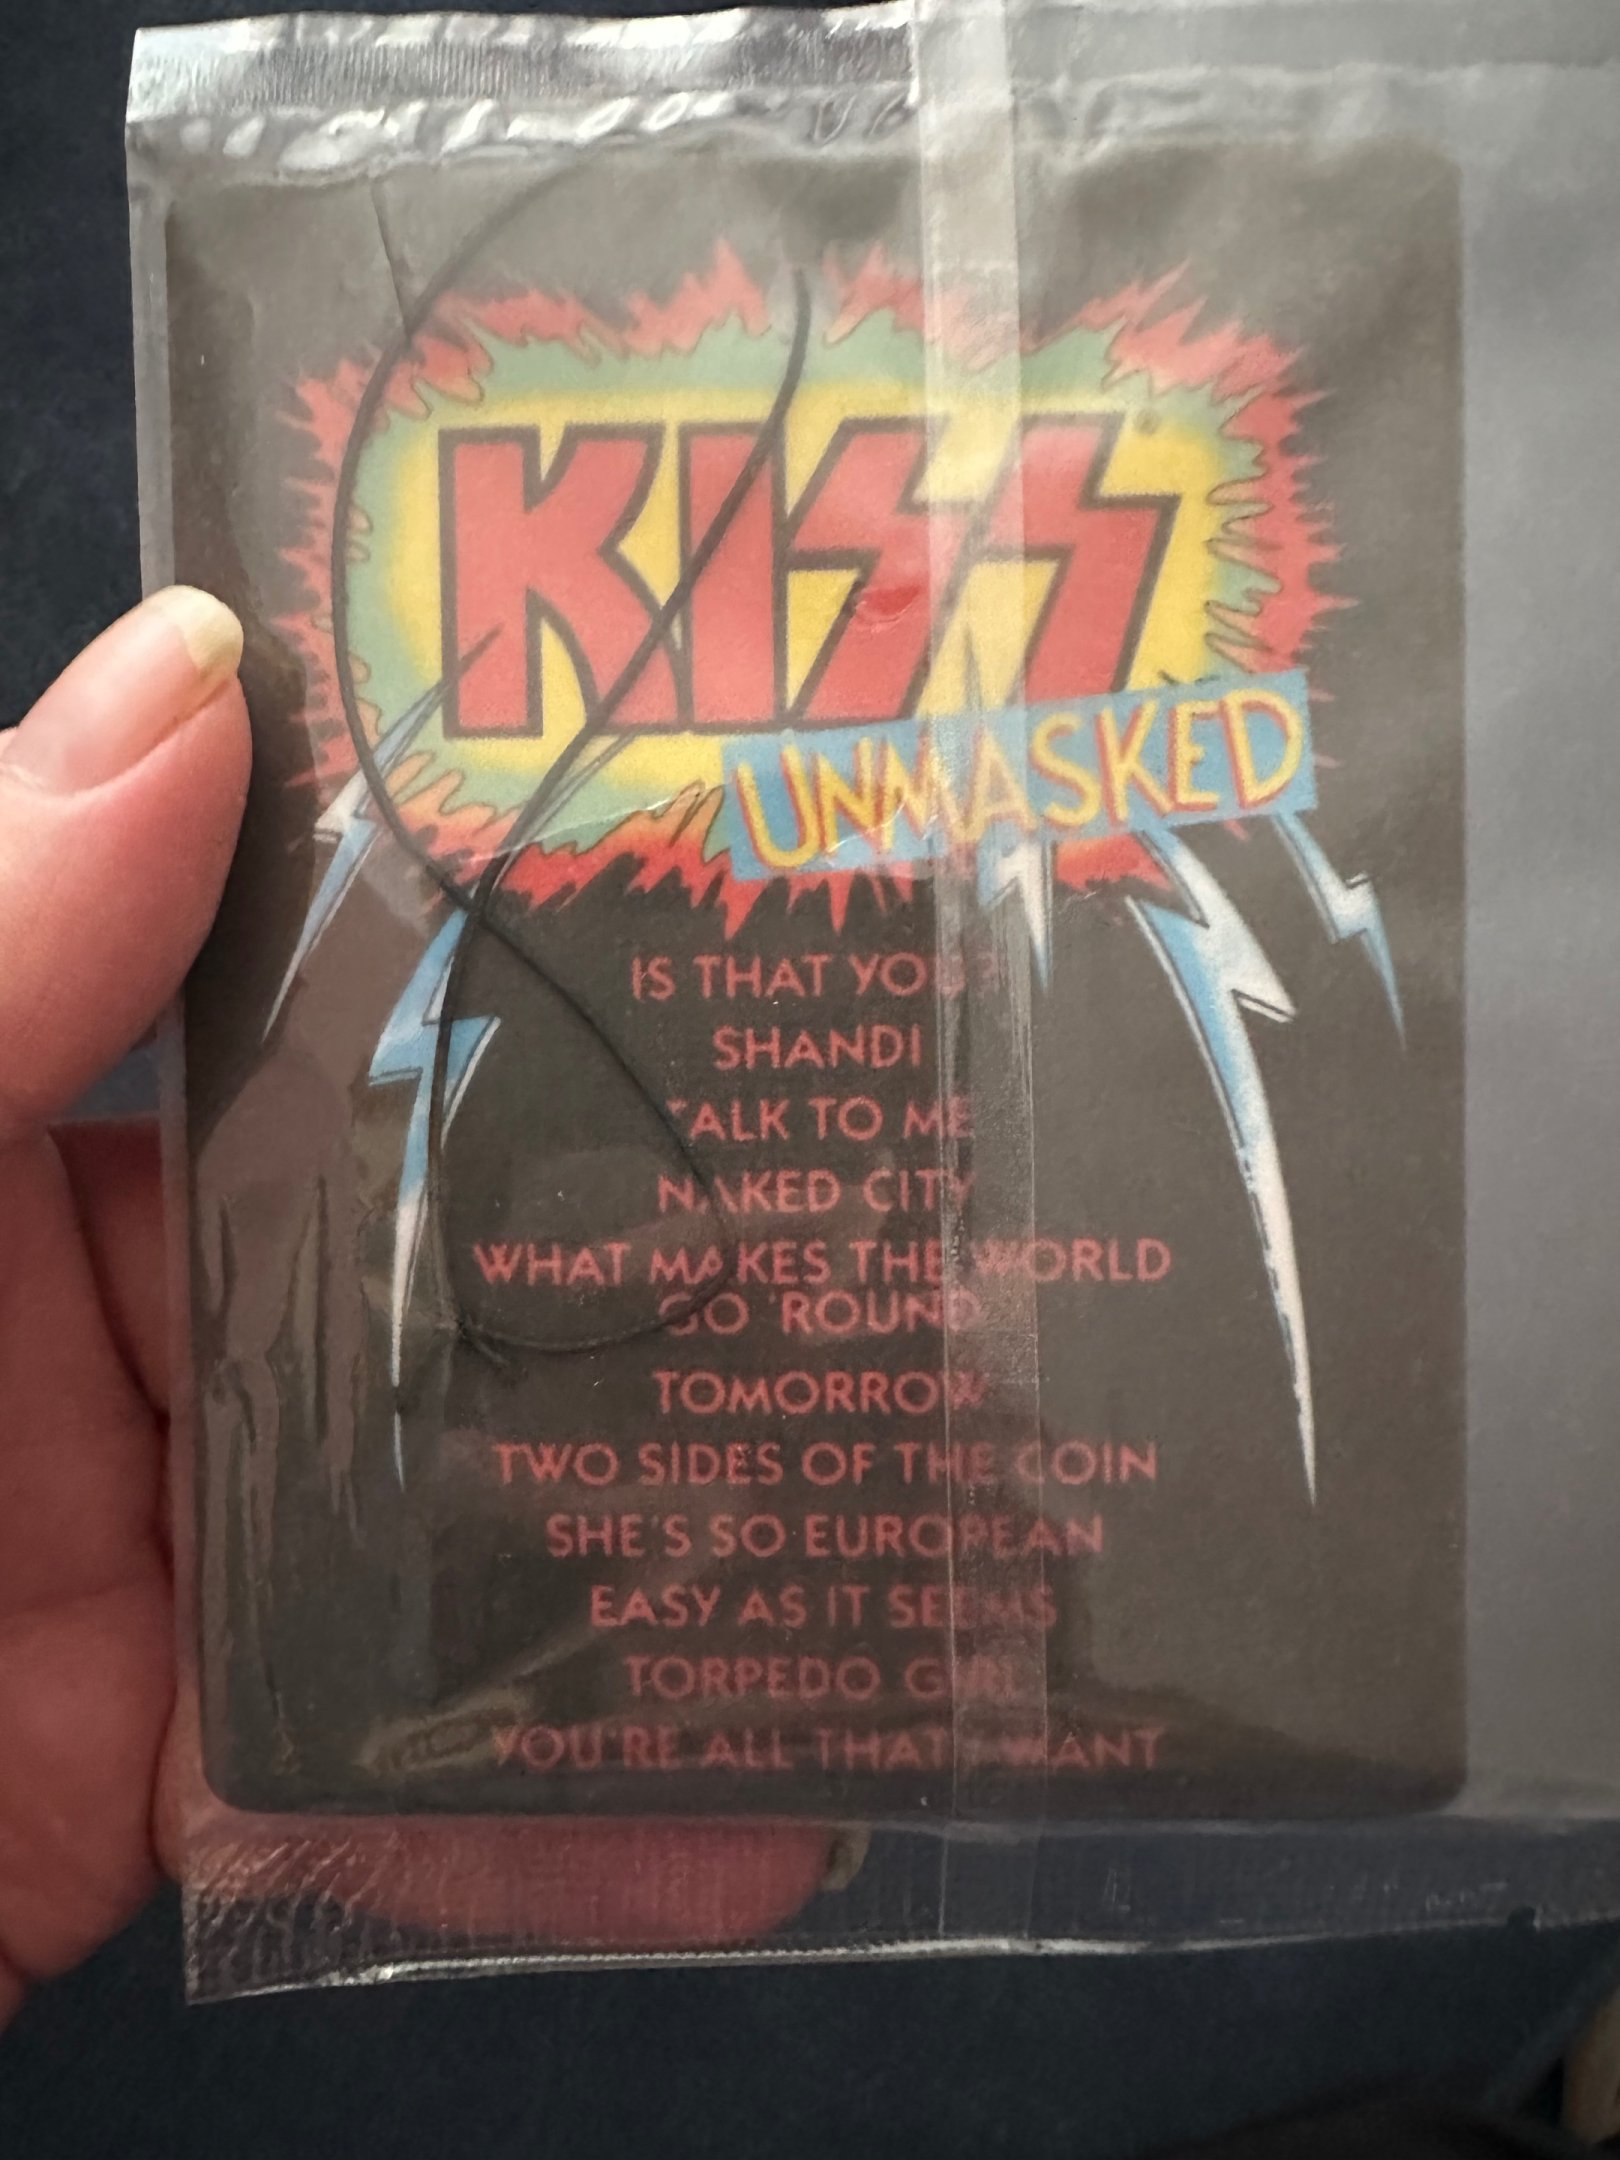 KISS
UNMASKED
IS THAT YOU?
SHANDI
TALK TO ME
NAKED CITY
WHAT MAKES THE WORLD
GO 'ROUND
TOMORROW
TWO SIDES OF THE COIN
SHE'S SO EUROPEAN
EASY AS IT SEEMS
TORPEDO GIRL
YOU'RE ALL THAT I WANT